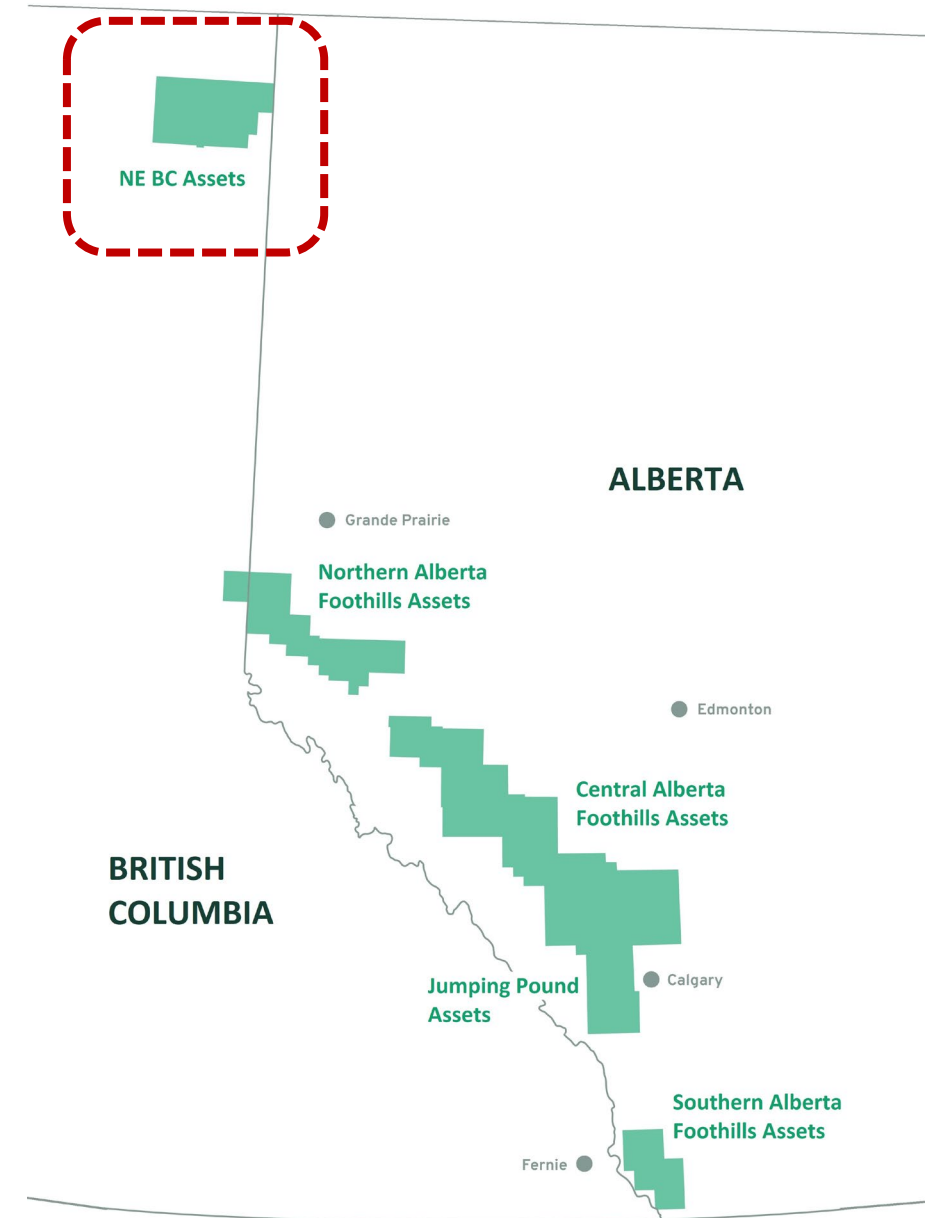 NE BC Assets
ALBERTA
Grande Prairie
Northern Alberta
Foothills Assets
Edmonton
Central Alberta
Foothills Assets
BRITISH
COLUMBIA
Jumping Pound
Assets
Calgary
Southern Alberta
Foothills Assets
Fernie